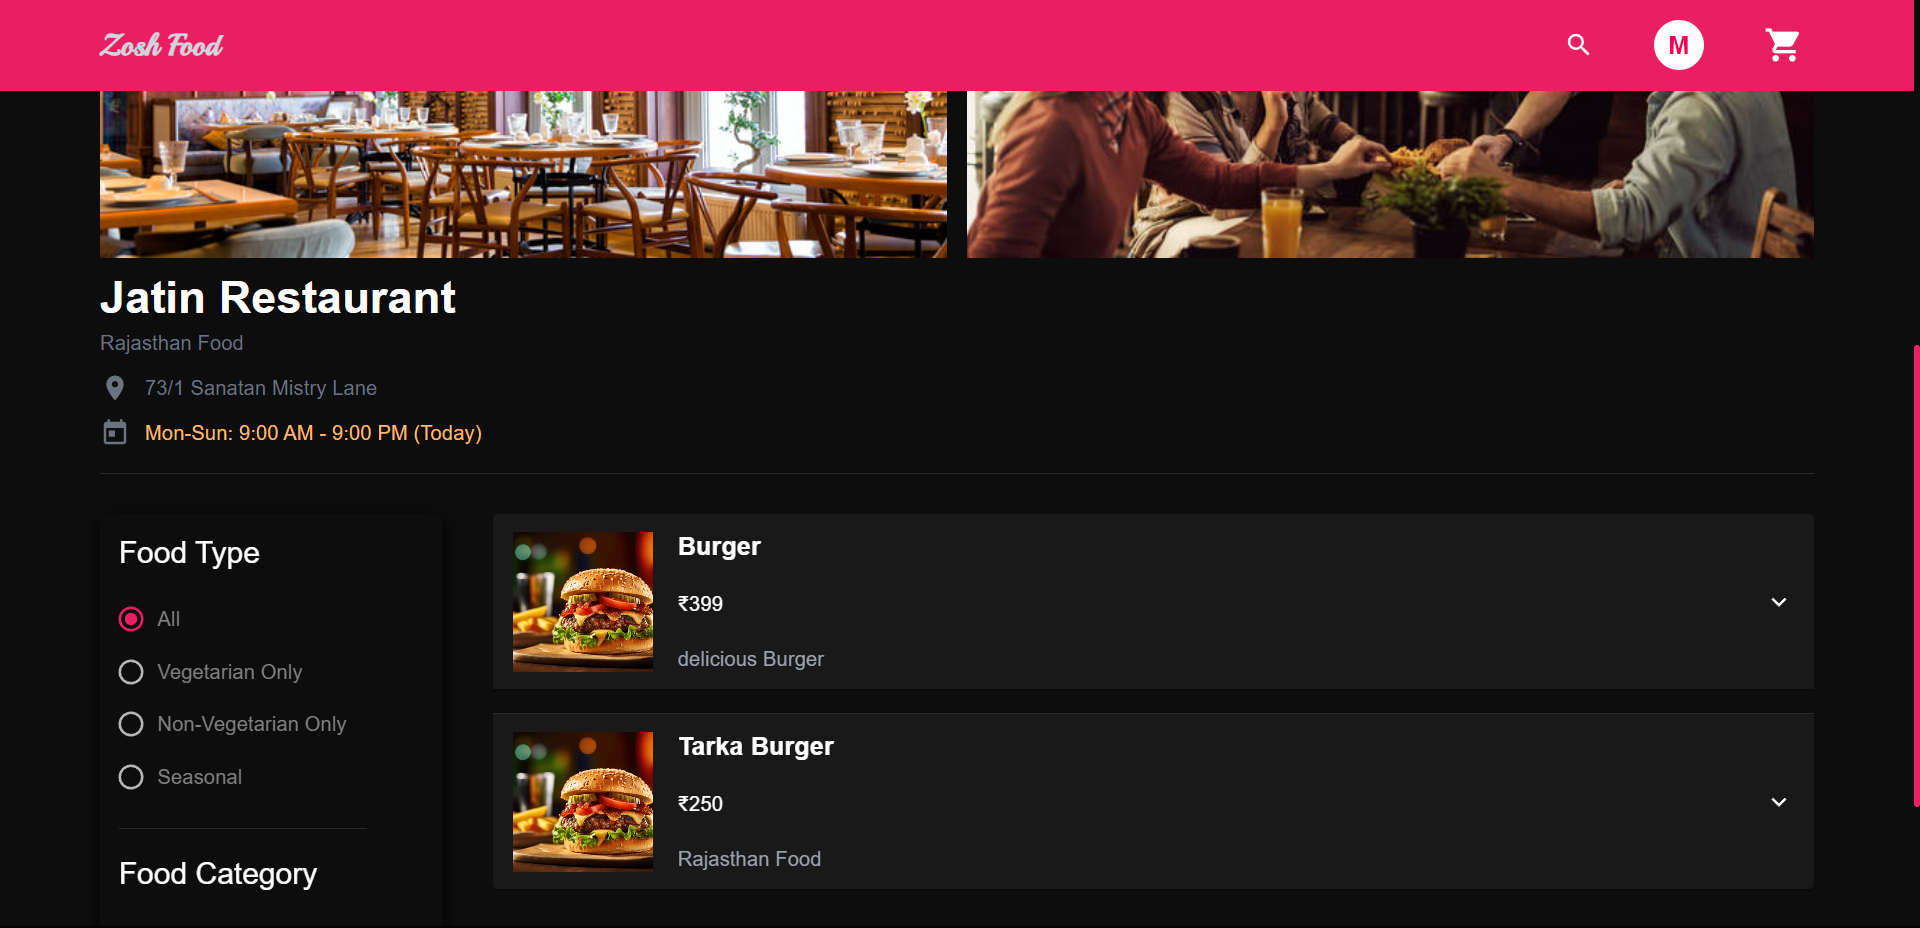 Zosh Food
M
Jatin Restaurant
Rajasthan Food
73/1 Sanatan Mistry Lane
Mon-Sun: 9:00 AM - 9:00 PM (Today)
Food Type
All
Vegetarian Only
Non-Vegetarian Only
Seasonal
Food Category
Burger
₹399
delicious Burger
Tarka Burger
₹250
Rajasthan Food